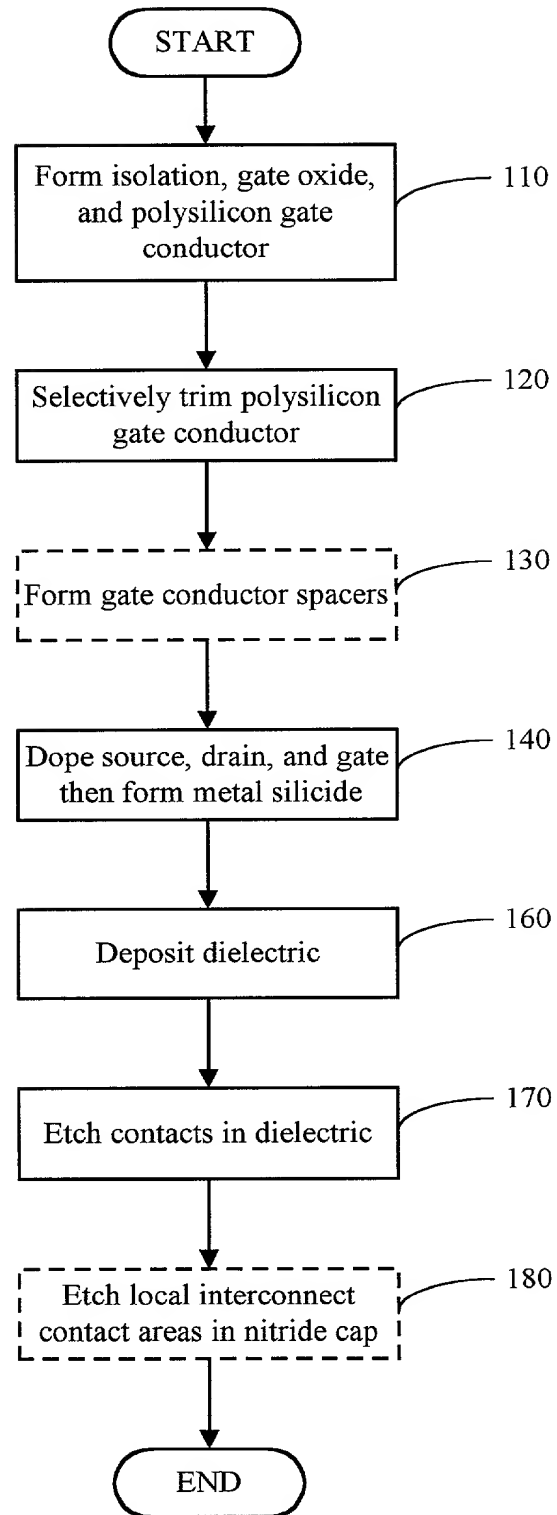 START
Form isolation, gate oxide,
and polysilicon gate
conductor
110
Selectively trim polysilicon
gate conductor
120
Form gate conductor spacers
130
Dope source, drain, and gate
then form metal silicide
140
Deposit dielectric
160
Etch contacts in dielectric
170
Etch local interconnect
contact areas in nitride cap
180
END